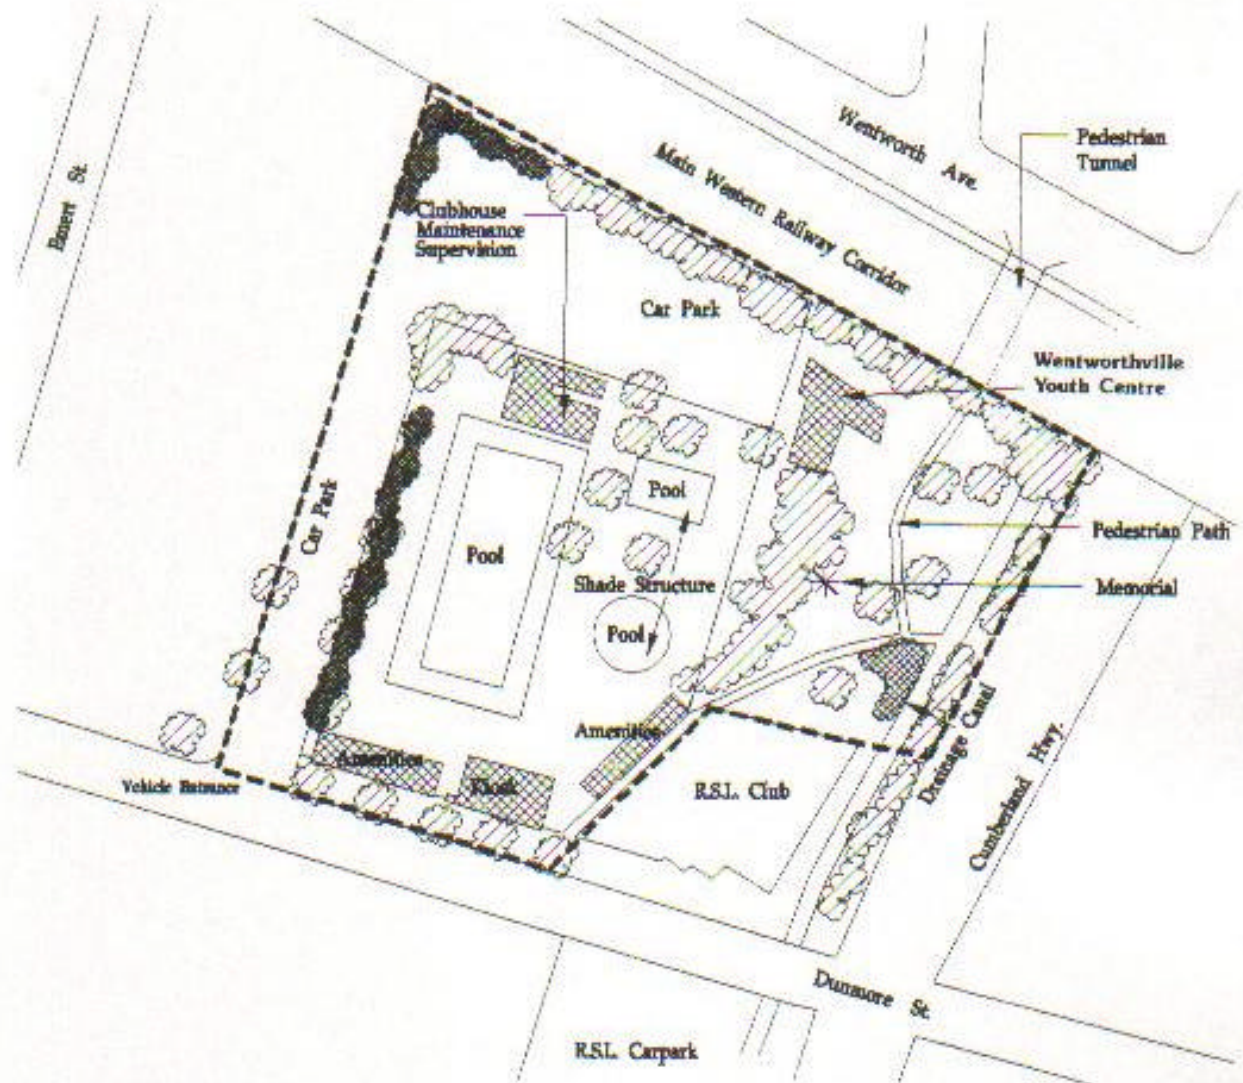 Wentworth Ave.
Pedestrian
Tunnel
Main Western Railway Corridor
Emert St.
Clubhouse
Maintenance
Supervision
Car Park
Wentworthville
Youth Centre
Car Park
Pool
Pool
Pedestrian Path
Shade Structure
Memorial
Pool
Amenities
Amenities
Kiosk
Vehicle Entrance
R.S.L. Club
Drainage Canal
Cumberland Hwy.
Dunmore St.
R.S.L. Carpark